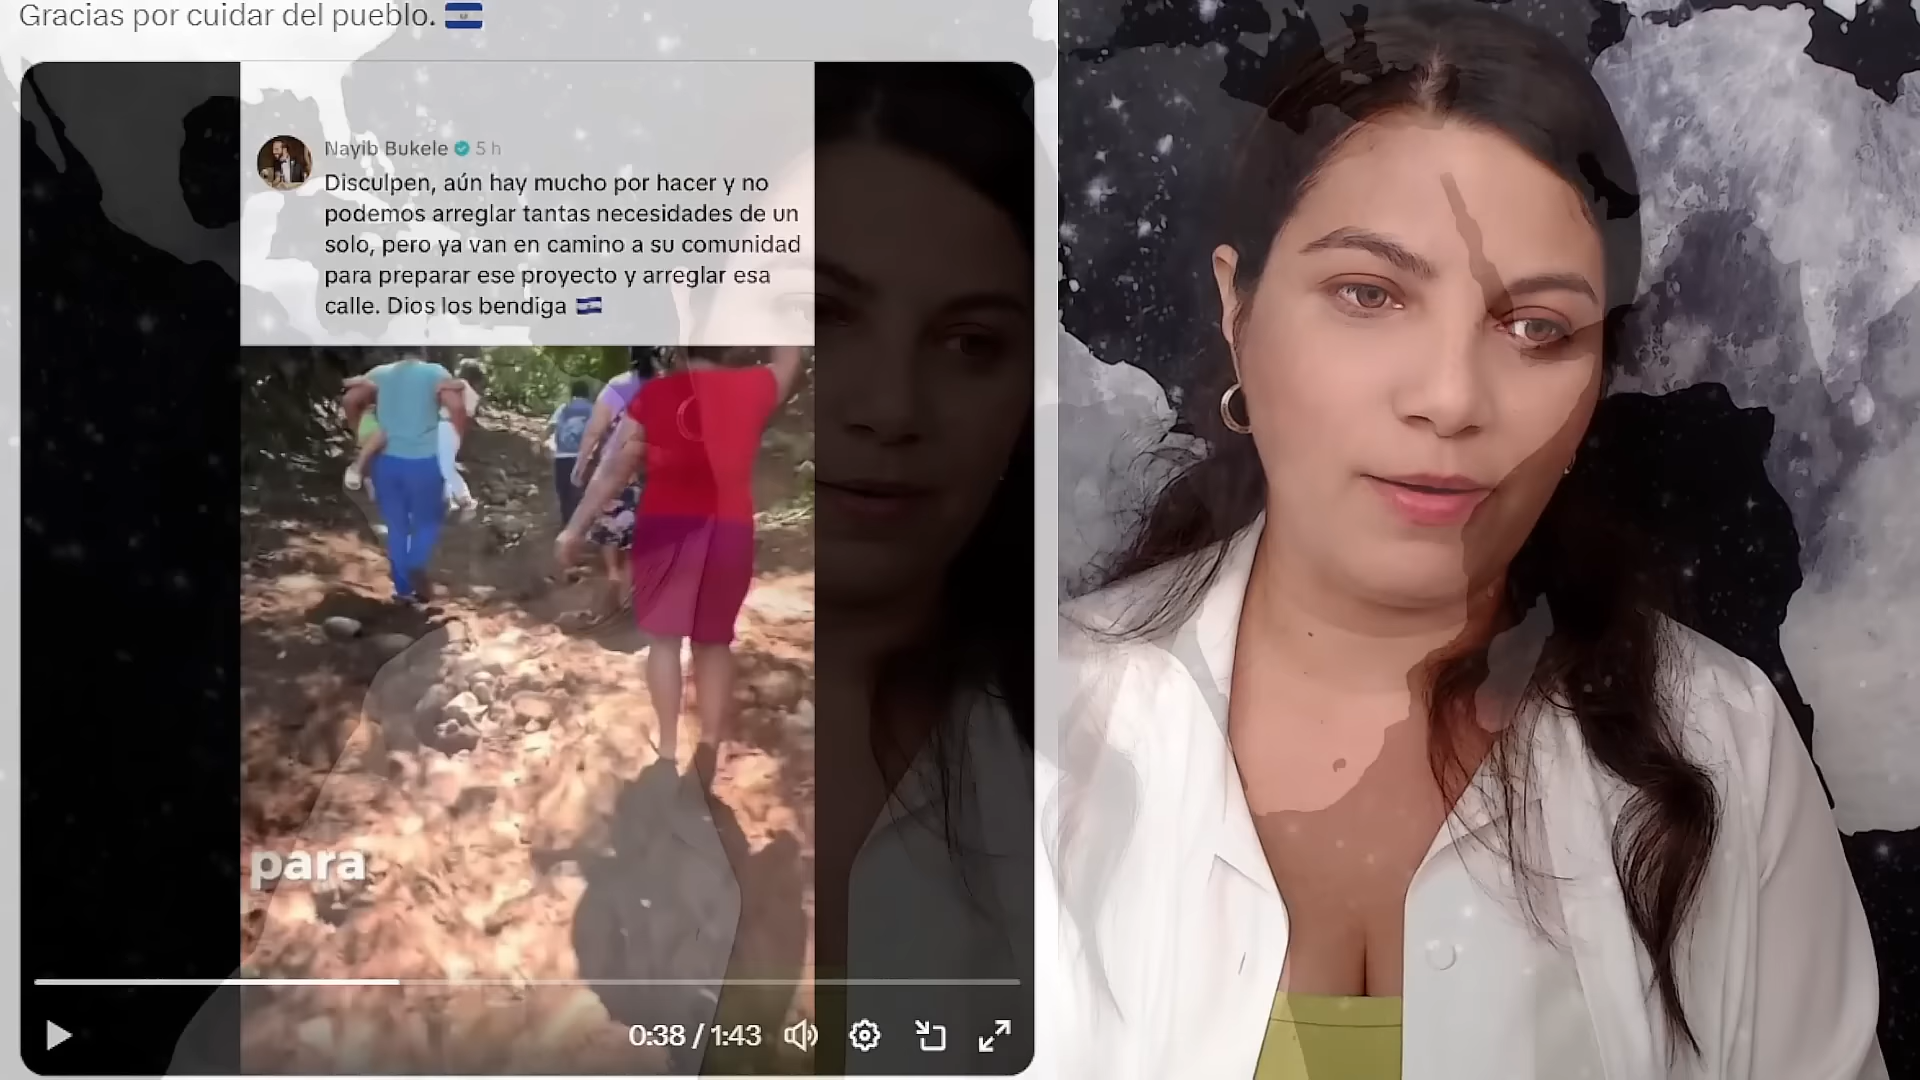 Gracias por cuidar del pueblo.
Nayib Bukele 5 h
Disculpen, aún hay mucho por hacer y no
podemos arreglar tantas necesidades de un
solo, pero ya van en camino a su comunidad
para preparar ese proyecto y arreglar esa
calle. Dios los bendiga
para
0:38 / 1:43